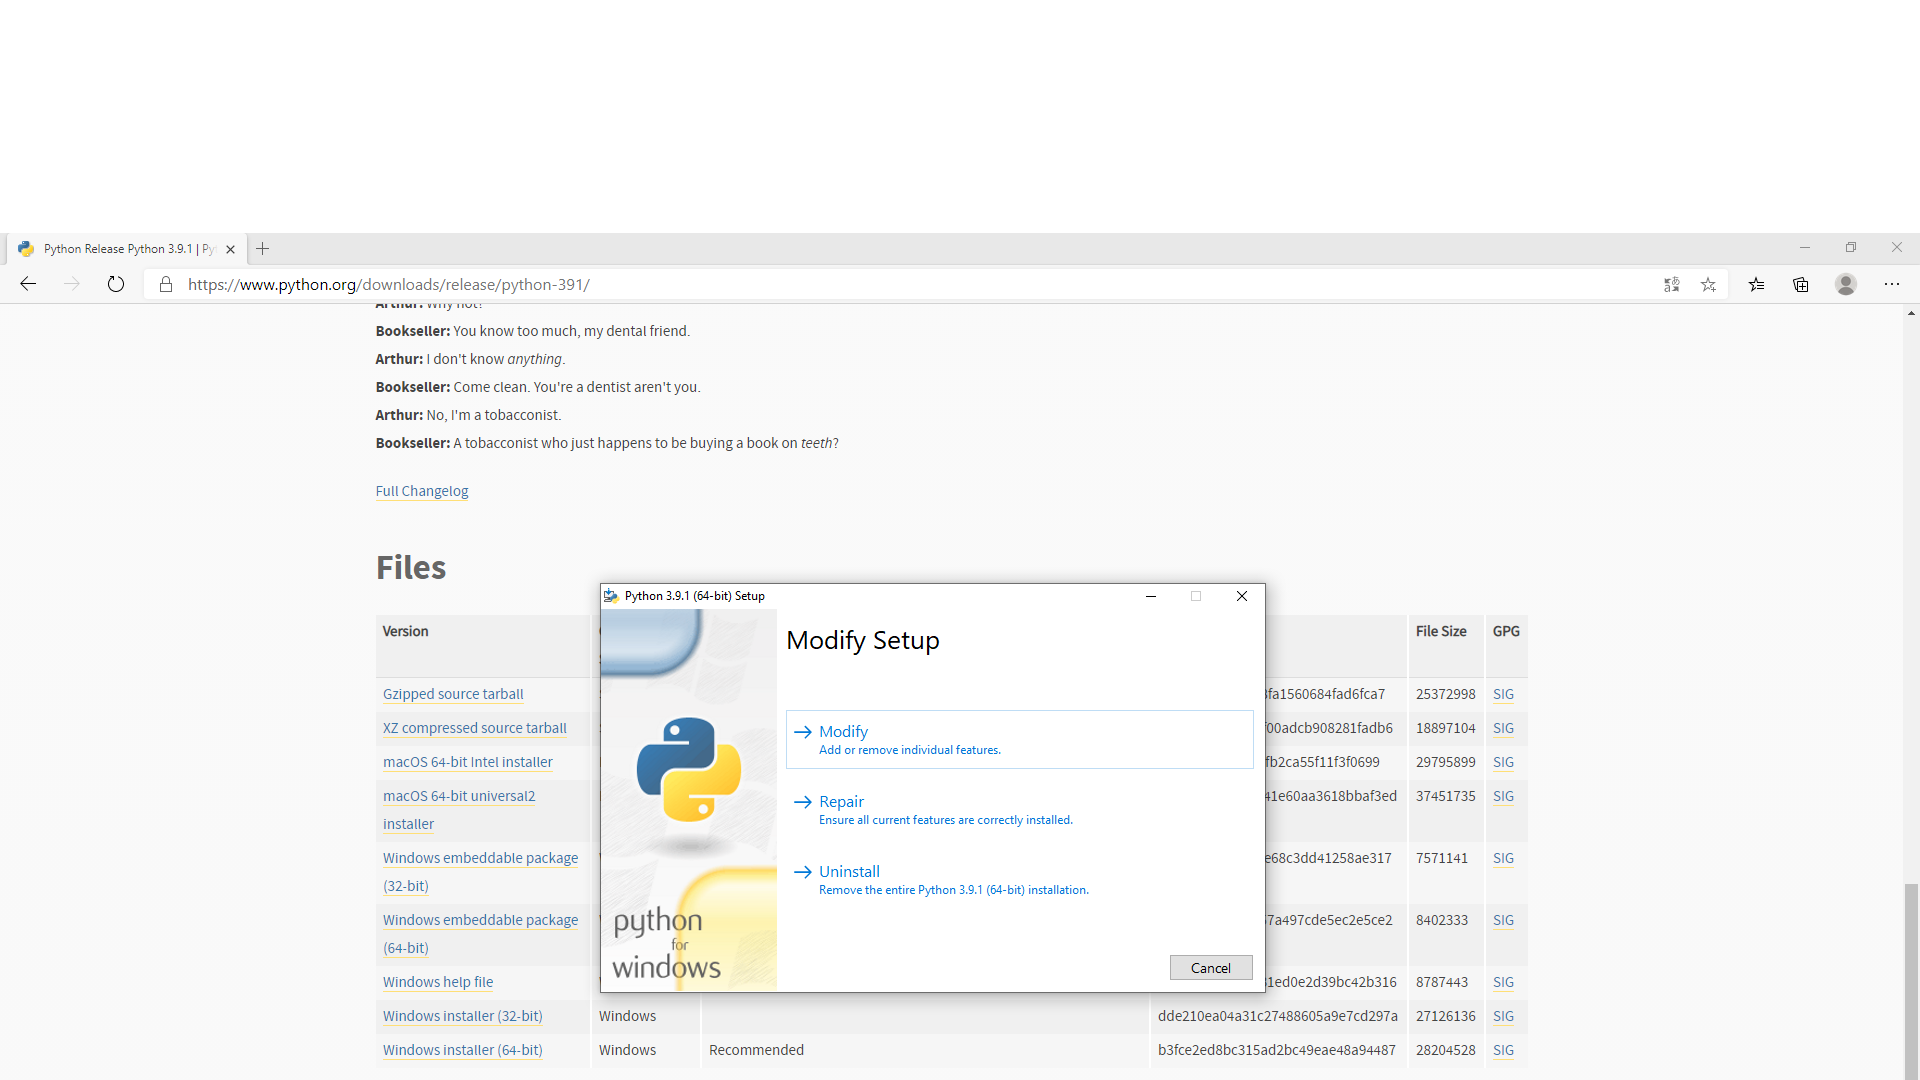 Python Release Python 3.9.1 | Py
https://www.python.org/downloads/release/python-391/
Arthur: Why not?
Bookseller: You know too much, my dental friend.
Arthur: I don't know anything.
Bookseller: Come clean. You're a dentist aren't you.
Arthur: No, I'm a tobacconist.
Bookseller: A tobacconist who just happens to be buying a book on teeth?
Full Changelog
Files
Version File Size GPG
Gzipped source tarball fa1560684fad6fca7 25372998 SIG
XZ compressed source tarball f00adcb908281fadb6 18897104 SIG
macOS 64-bit Intel installer fb2ca55f11f3f0699 29795899 SIG
macOS 64-bit universal2 41e60aa3618bbaf3ed 37451735 SIG
installer
Windows embeddable package e68c3dd41258ae317 7571141 SIG
(32-bit)
Windows embeddable package 7a497cde5ec2e5ce2 8402333 SIG
(64-bit)
Windows help file 1ed0e2d39bc42b316 8787443 SIG
Windows installer (32-bit) Windows dde210ea04a31c27488605a9e7cd297a 27126136 SIG
Windows installer (64-bit) Windows Recommended b3fce2ed8bc315ad2bc49eae48a94487 28204528 SIG
Python 3.9.1 (64-bit) Setup
Modify Setup
Modify
Add or remove individual features.
Repair
Ensure all current features are correctly installed.
Uninstall
Remove the entire Python 3.9.1 (64-bit) installation.
python
for
windows
Cancel